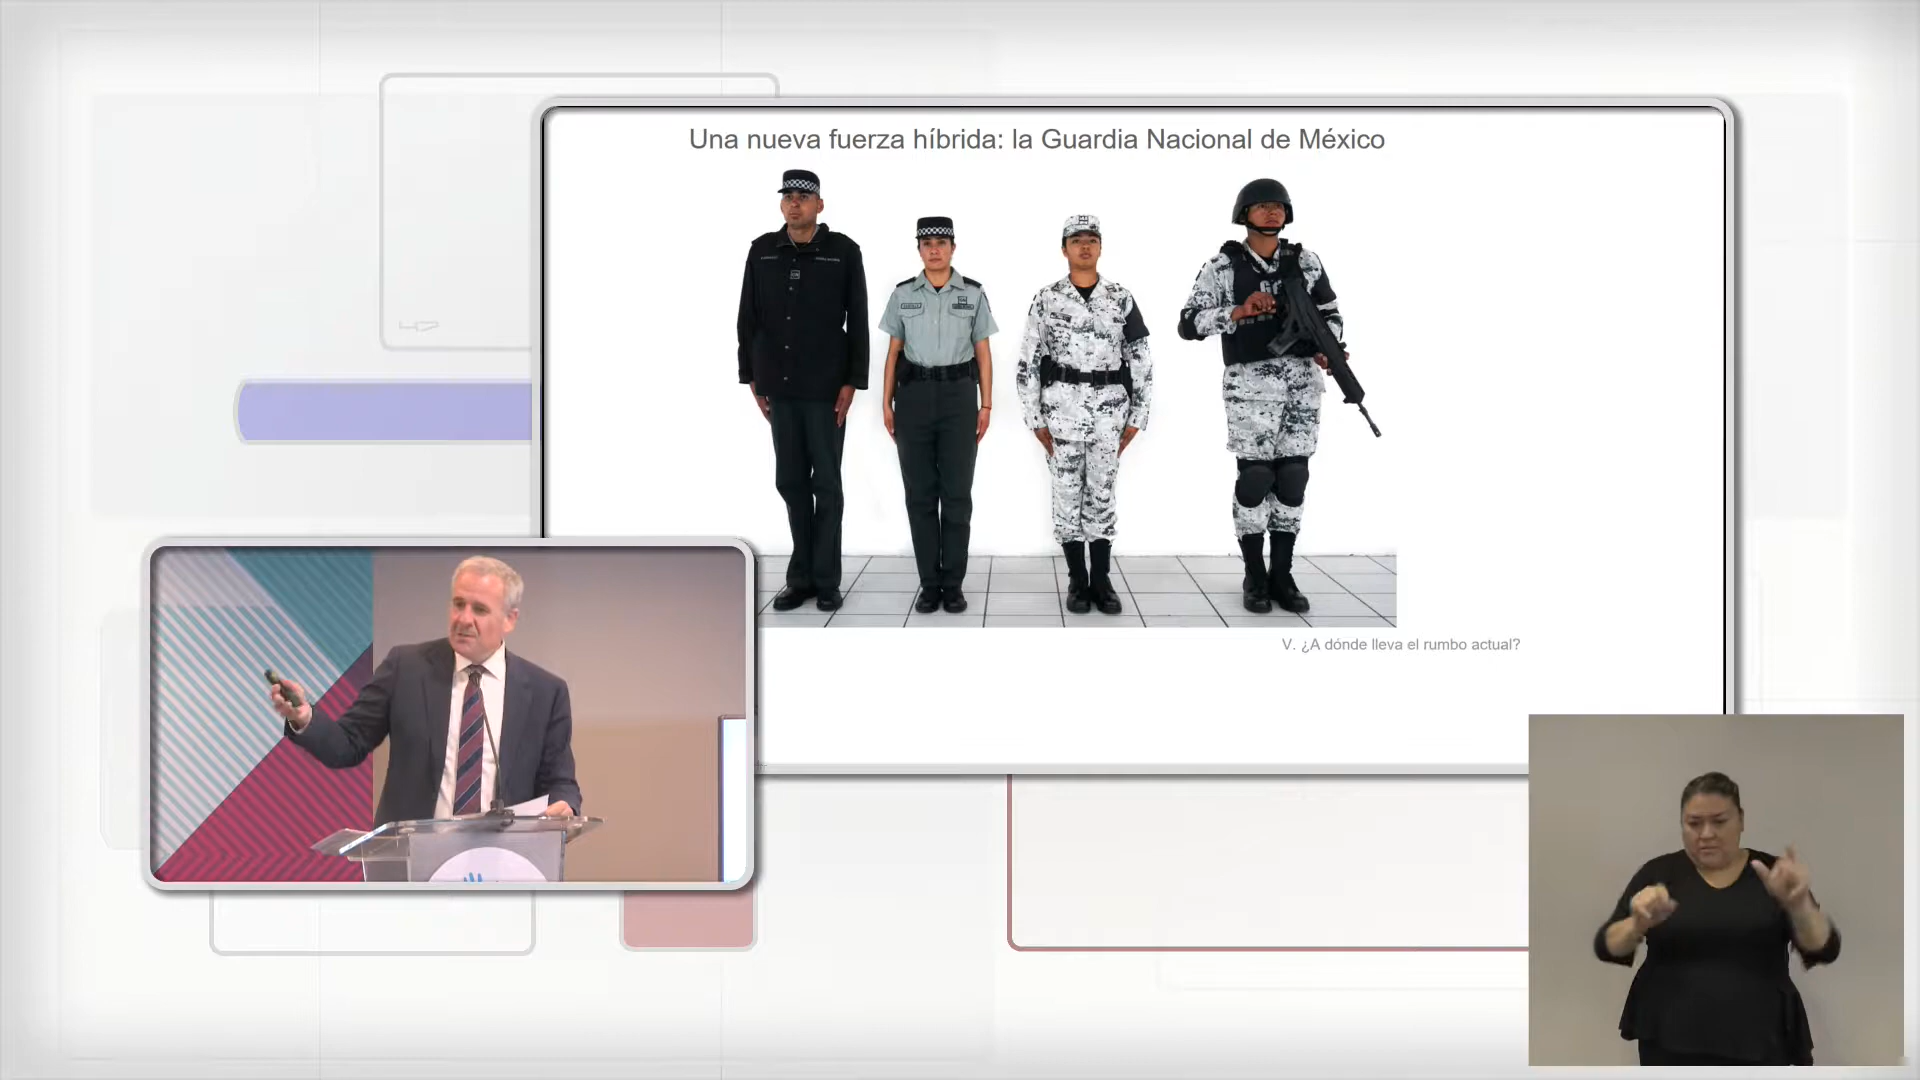 Una nueva fuerza híbrida: la Guardia Nacional de México
V. ¿A dónde lleva el rumbo actual?